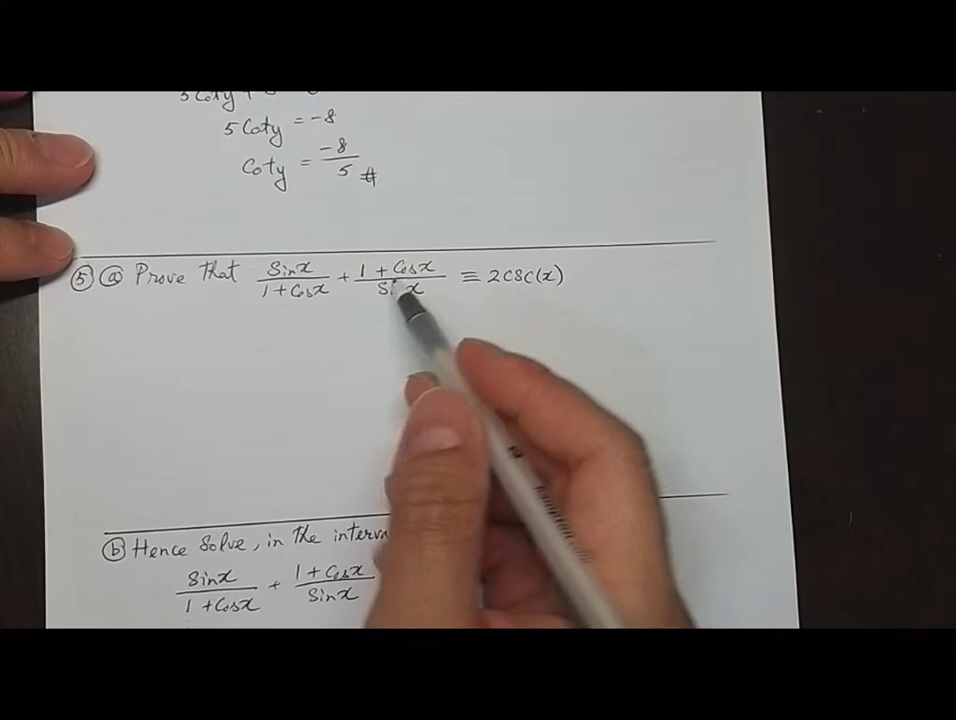 5 Coty = -8
Coty = -8/5 #
⑤ ⓐ Prove that Sinx/(1+Cosx) + (1+Cosx)/Sinx ≡ 2CSC(x)
ⓑ Hence Solve, in the
Sinx/(1+Cosx) + (1+Cosx)/Sinx